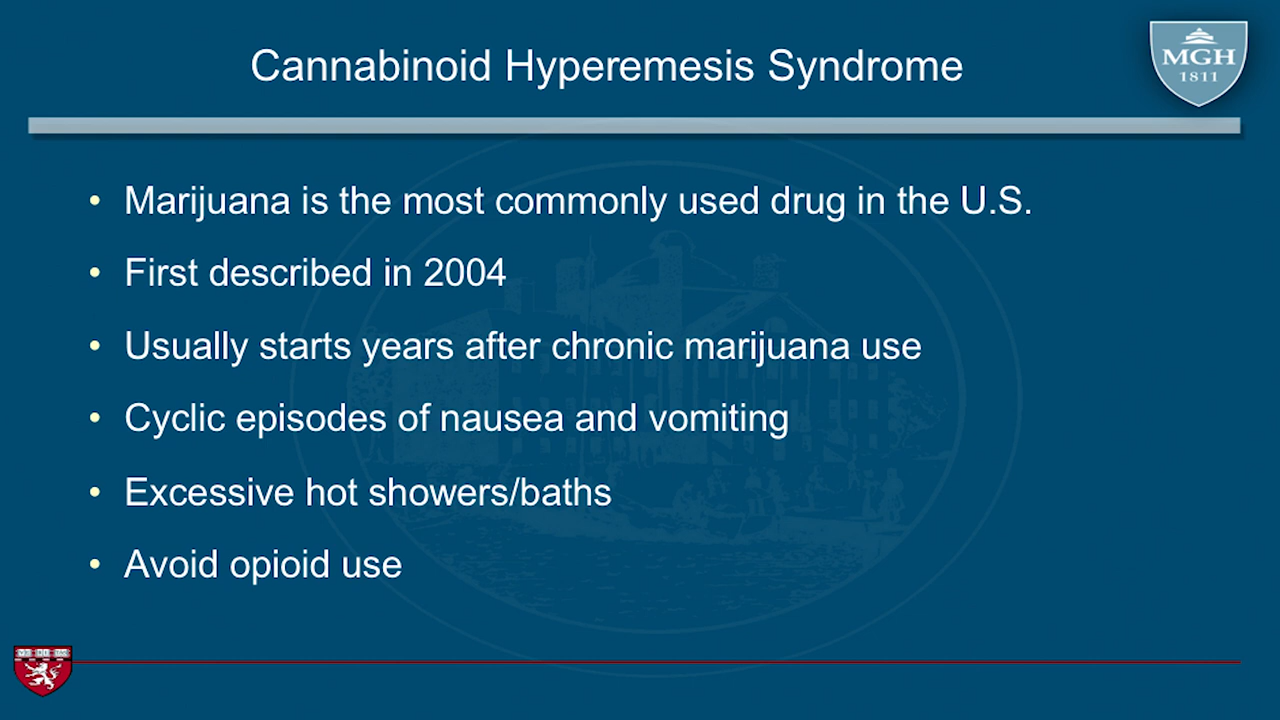 Cannabinoid Hyperemesis Syndrome
MGH
1811
• Marijuana is the most commonly used drug in the U.S.
• First described in 2004
• Usually starts years after chronic marijuana use
• Cyclic episodes of nausea and vomiting
• Excessive hot showers/baths
• Avoid opioid use